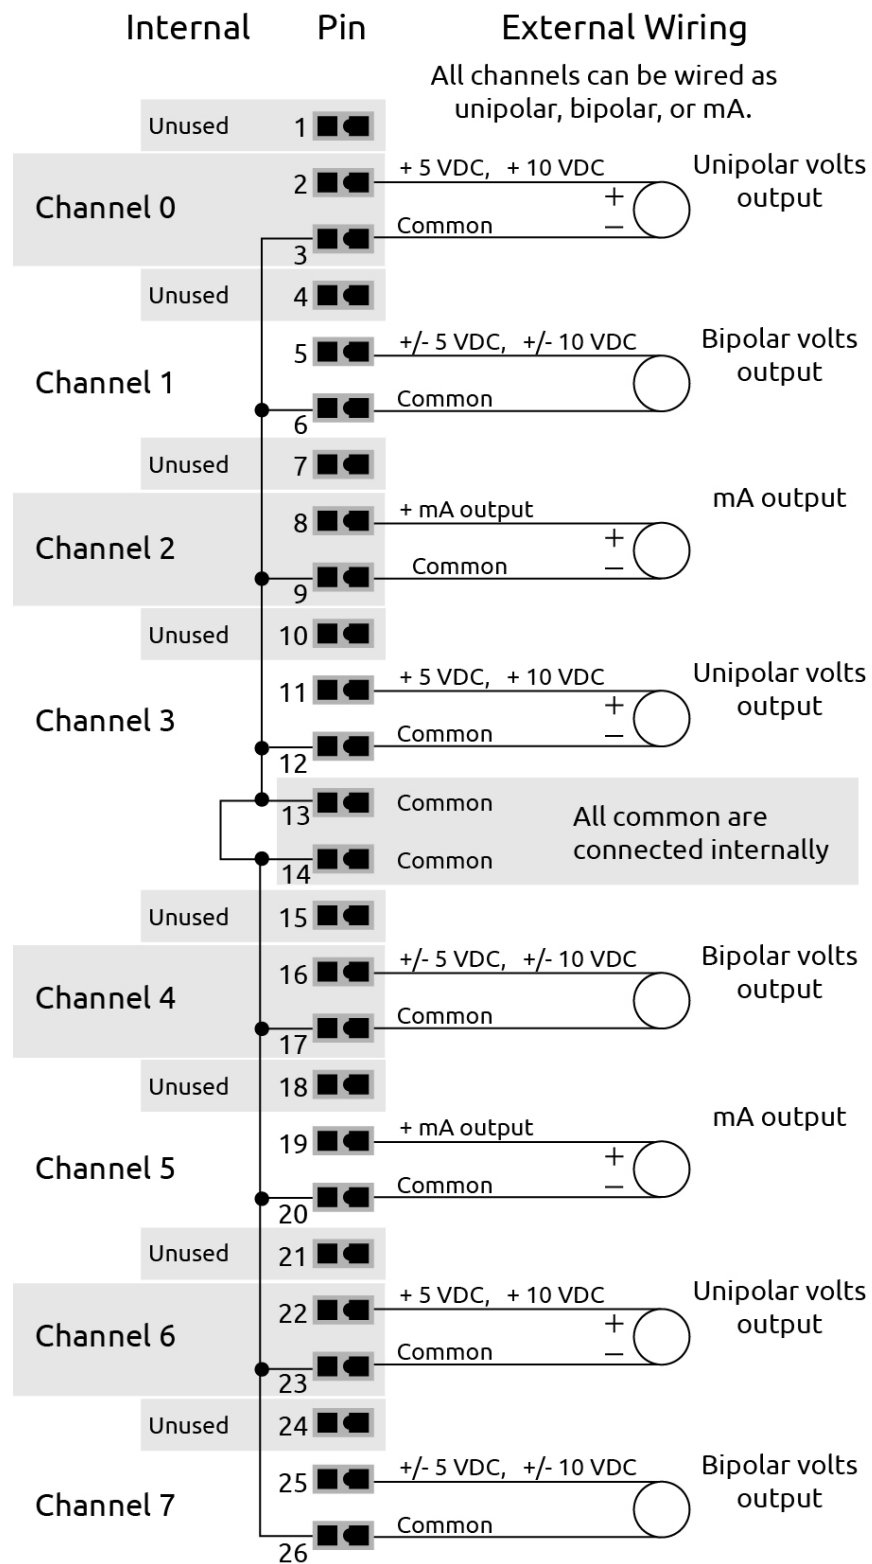 Internal Pin External Wiring
All channels can be wired as
unipolar, bipolar, or mA.
Unused 1
Channel 0
2 + 5 VDC, + 10 VDC
+
−
Unipolar volts
output
3 Common
Unused 4
Channel 1
5 +/- 5 VDC, +/- 10 VDC
Bipolar volts
output
6 Common
Unused 7
Channel 2
8 + mA output
+
−
mA output
9 Common
Unused 10
Channel 3
11 + 5 VDC, + 10 VDC
+
−
Unipolar volts
output
12 Common
13 Common
14 Common
All common are
connected internally
Unused 15
Channel 4
16 +/- 5 VDC, +/- 10 VDC
Bipolar volts
output
17 Common
Unused 18
Channel 5
19 + mA output
+
−
mA output
20 Common
Unused 21
Channel 6
22 + 5 VDC, + 10 VDC
+
−
Unipolar volts
output
23 Common
Unused 24
Channel 7
25 +/- 5 VDC, +/- 10 VDC
Bipolar volts
output
26 Common